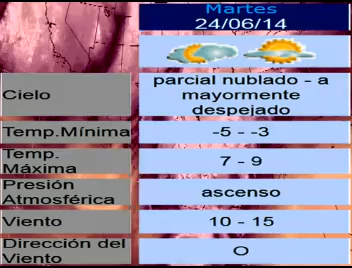 Martes
24/06/14
Cielo
parcial nublado - a
mayormente
despejado
Temp.Mínima
-5 - -3
Temp.
Máxima
7 - 9
Presión
Atmosférica
ascenso
Viento
10 - 15
Dirección del
Viento
O